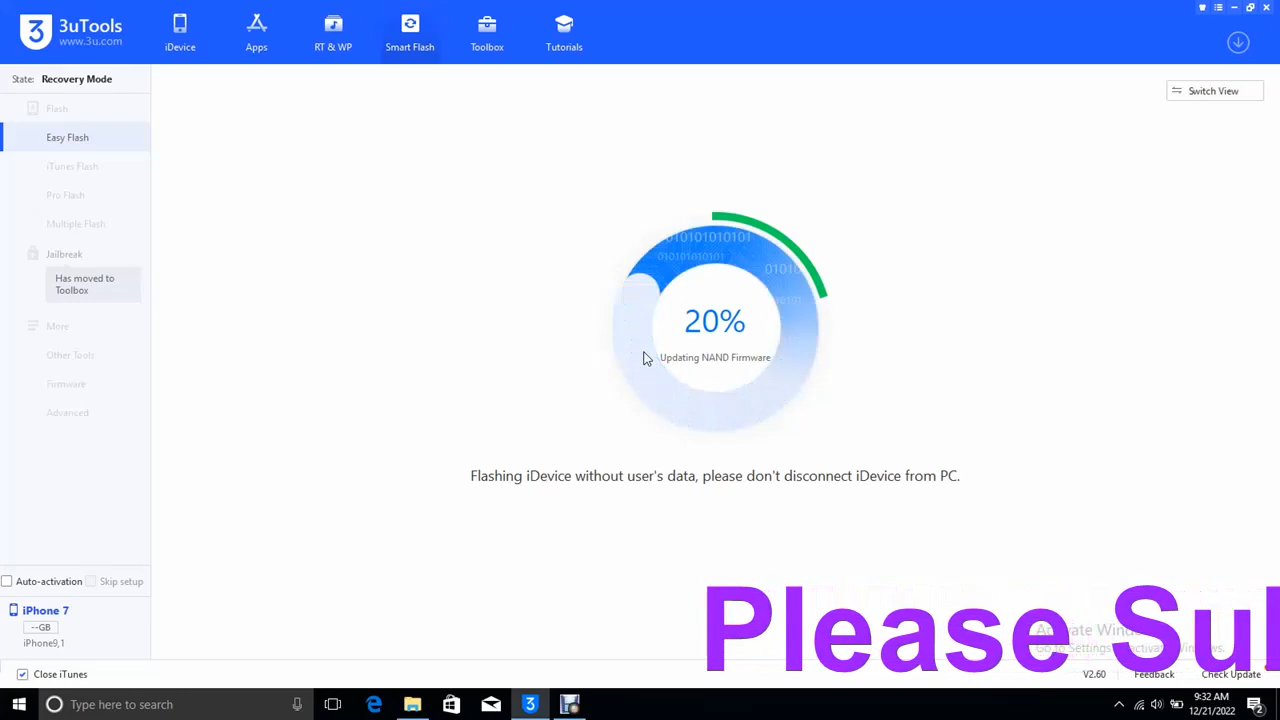 3 3uTools
www.3u.com
iDevice
Apps
RT & WP
Smart Flash
Toolbox
Tutorials
State: Recovery Mode
Switch View
Flash
Easy Flash
iTunes Flash
Pro Flash
Multiple Flash
Jailbreak
Has moved to
Toolbox
More
Other Tools
Firmware
Advanced
010101010101
010101010101
20%
Updating NAND Firmware
Flashing iDevice without user's data, please don't disconnect iDevice from PC.
Auto-activation
Skip setup
iPhone 7
--GB
iPhone9,1
Please Su
Close iTunes
V2.60
Feedback
Check Update
Type here to search
9:32 AM
12/21/2022
2